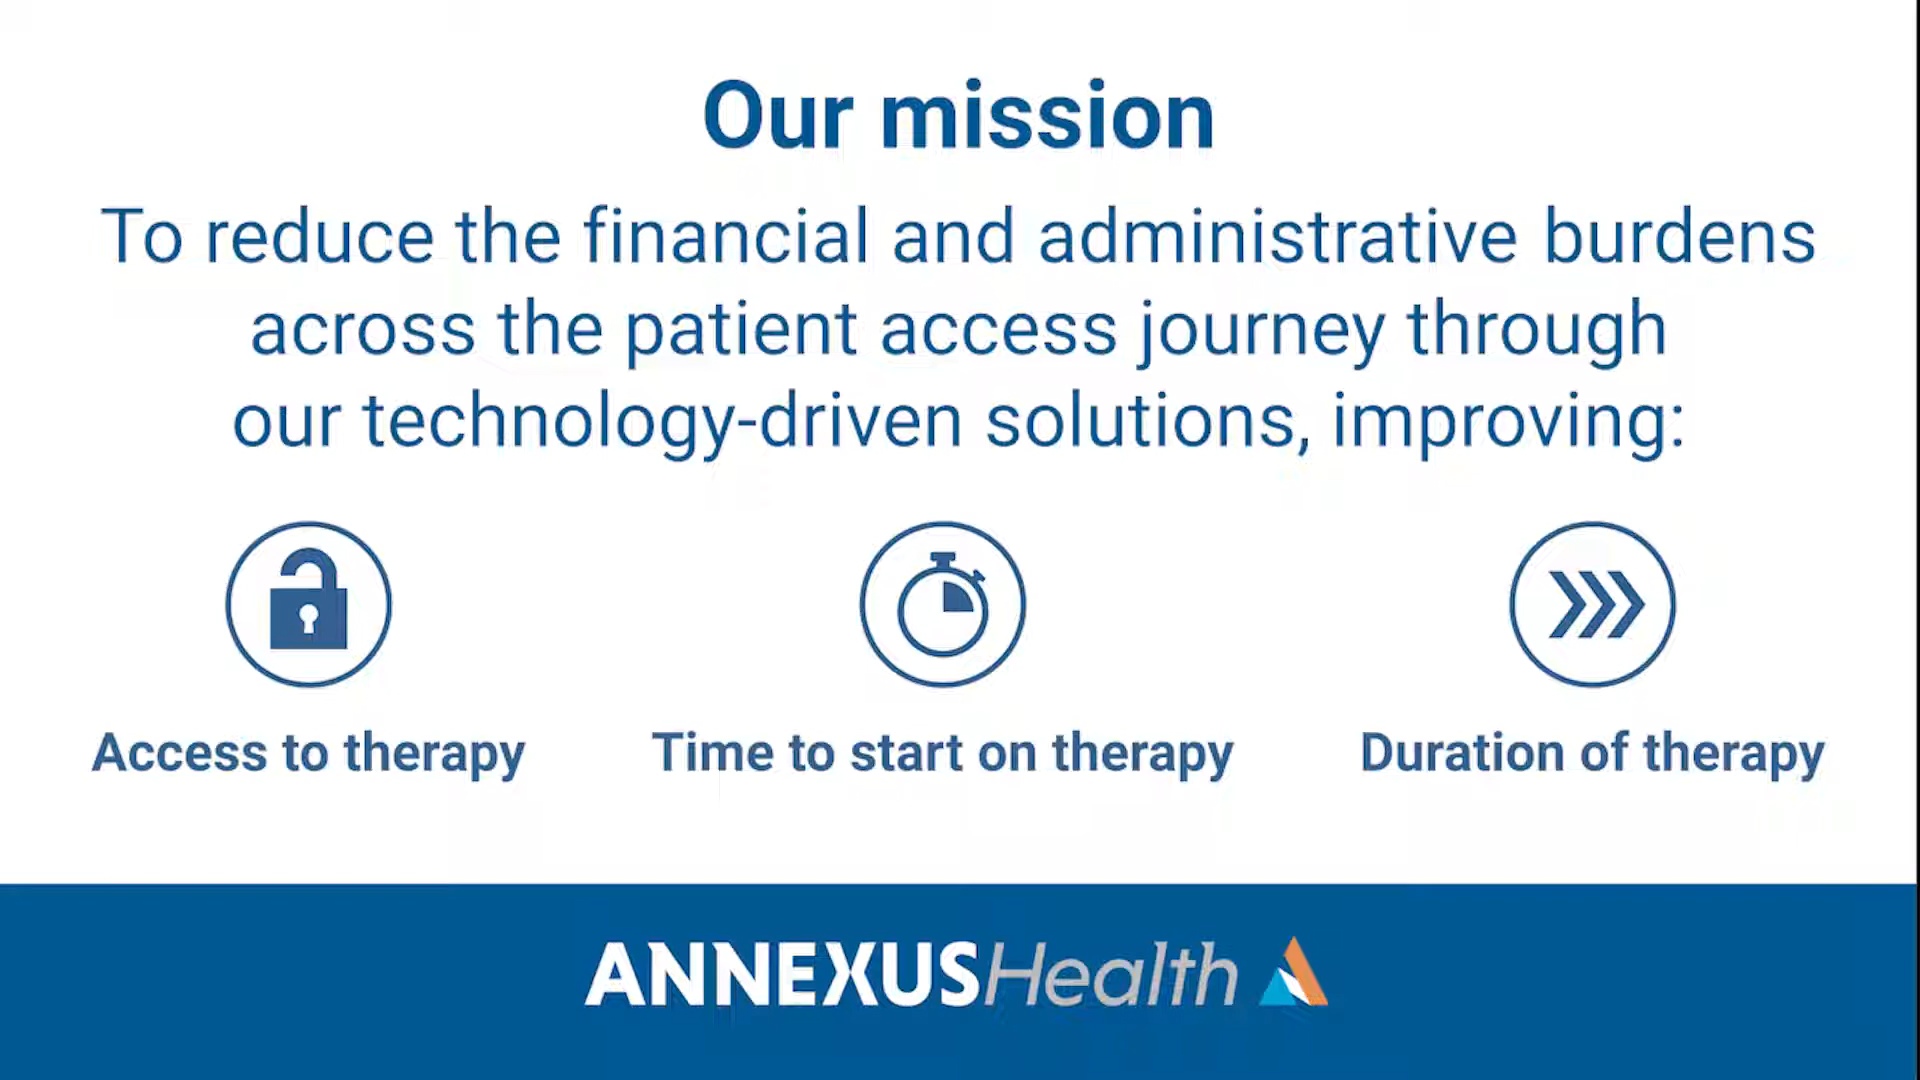 Our mission
To reduce the financial and administrative burdens
across the patient access journey through
our technology-driven solutions, improving:
Access to therapy
Time to start on therapy
Duration of therapy
ANNEXUSHealth